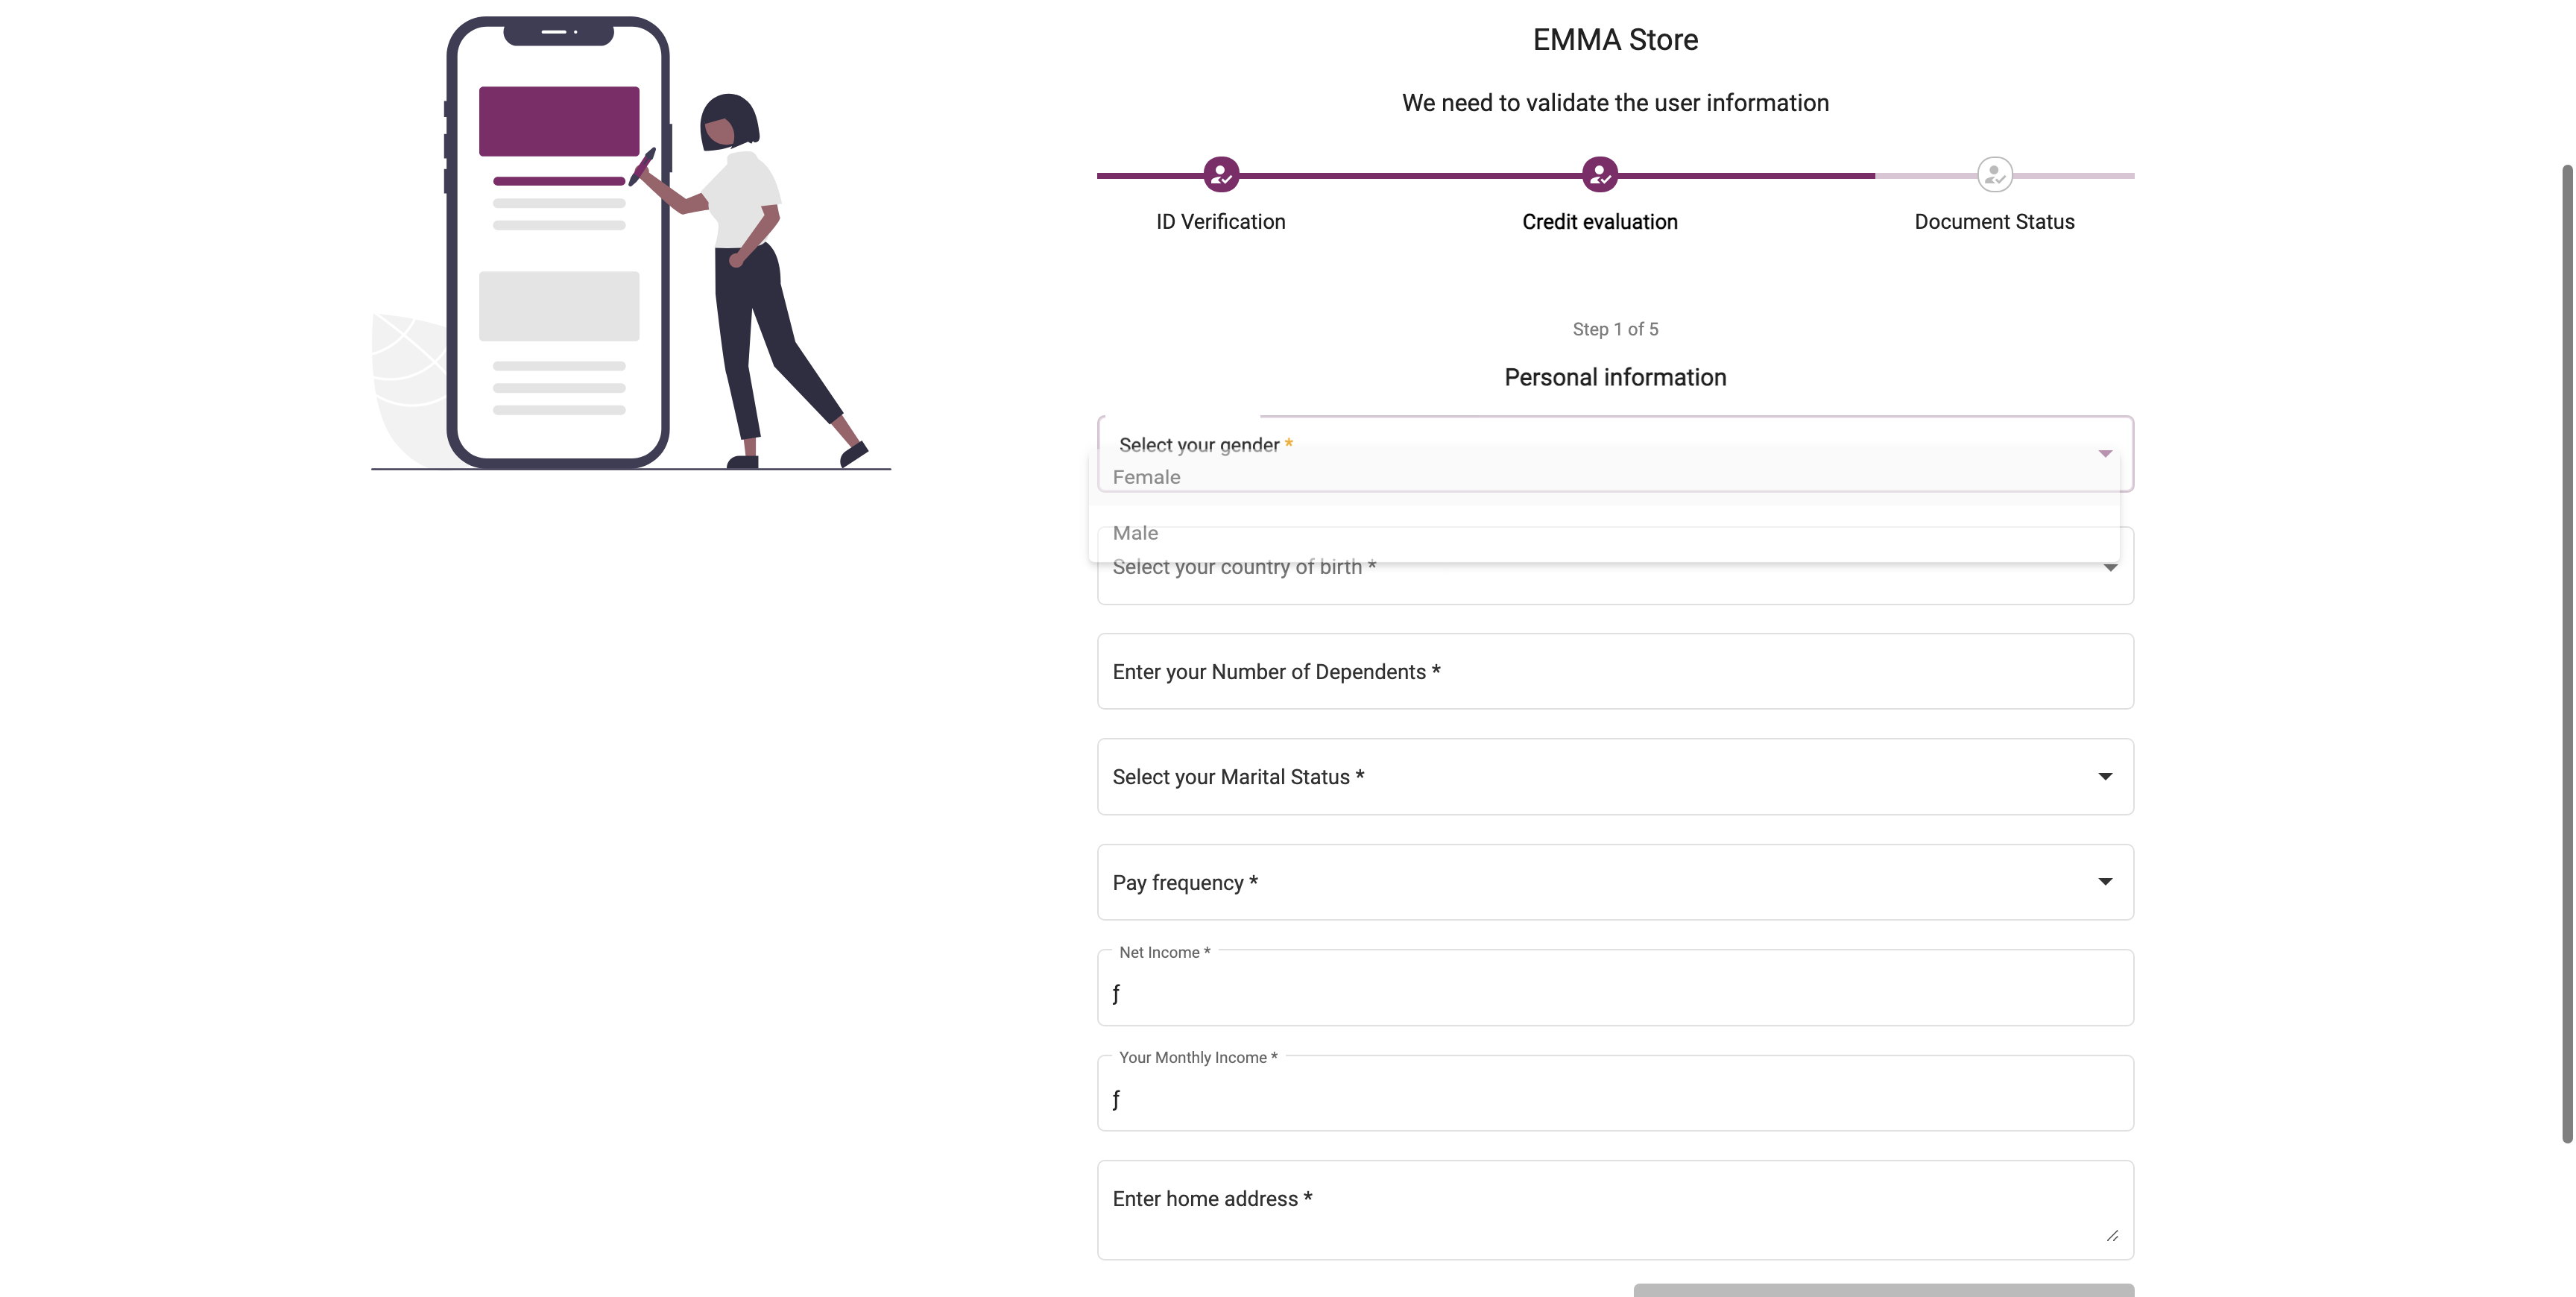 EMMA Store
We need to validate the user information
ID Verification
Credit evaluation
Document Status
Step 1 of 5
Personal information
Select your gender *
Female
Male
Select your country of birth *
Enter your Number of Dependents *
Select your Marital Status *
Pay frequency *
Net Income *
ƒ
Your Monthly Income *
ƒ
Enter home address *